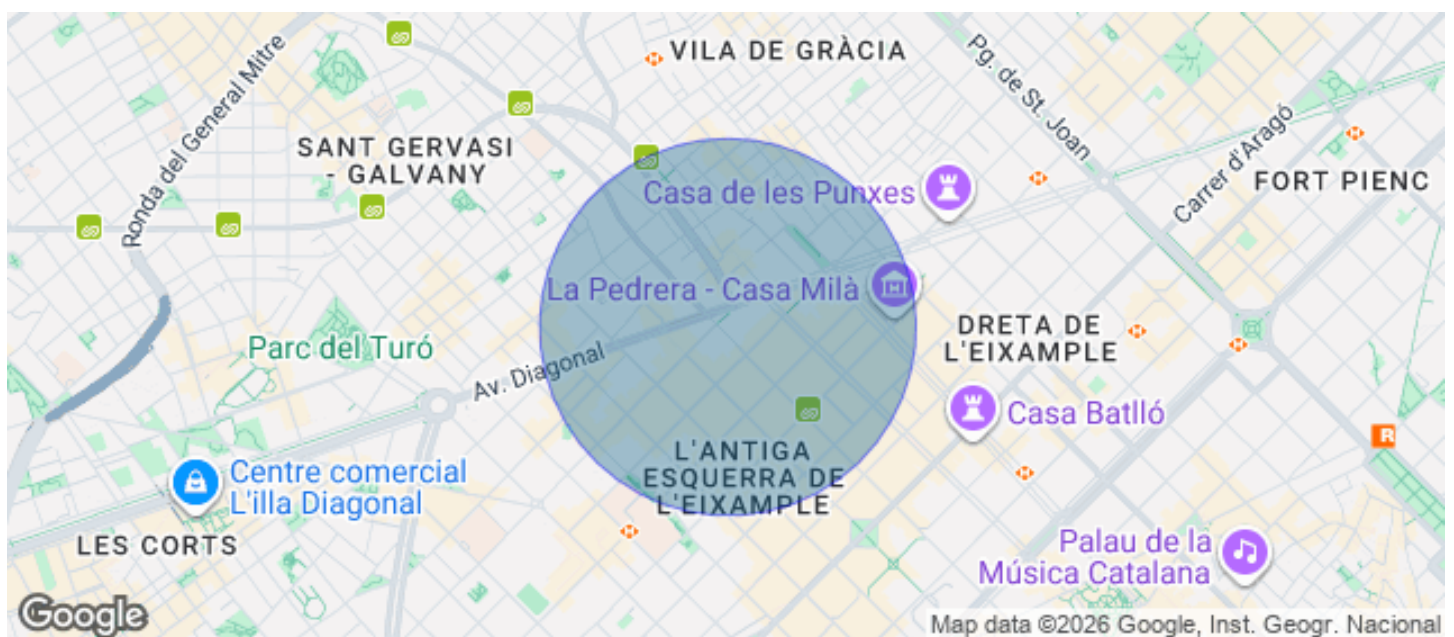 VILA DE GRÀCIA
Pg. de St. Joan
Ronda del General Mitre
SANT GERVASI
- GALVANY
Carrer d'Aragó
Casa de les Punxes
FORT PIENC
La Pedrera - Casa Milà
DRETA DE
L'EIXAMPLE
Parc del Turó
Av. Diagonal
Casa Batlló
L'ANTIGA
ESQUERRA DE
L'EIXAMPLE
R
Centre comercial
L'illa Diagonal
LES CORTS
Palau de la
Música Catalana
Google
Map data ©2026 Google, Inst. Geogr. Nacional